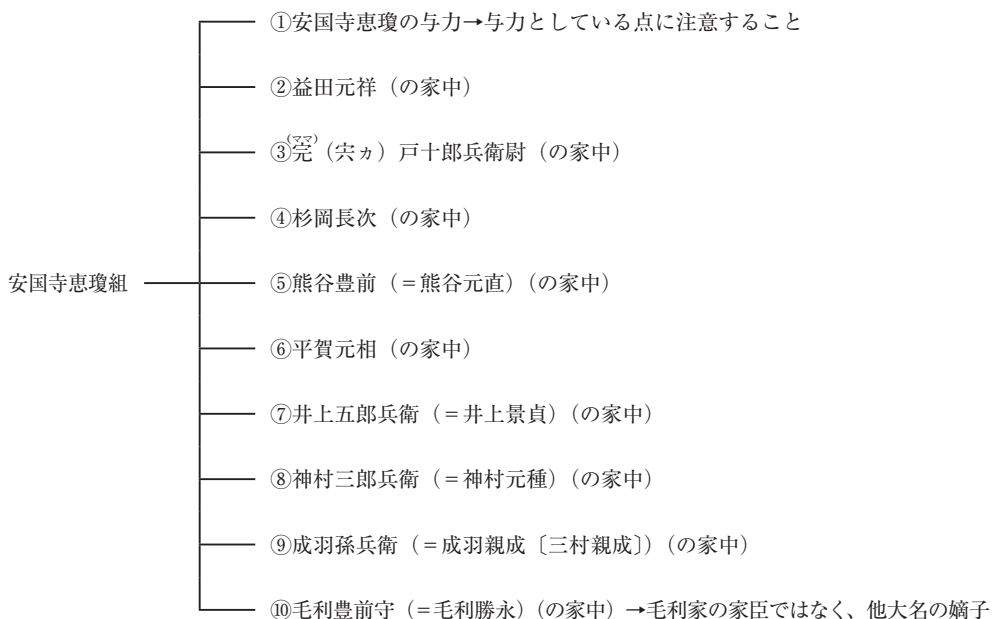 ①安国寺恵瓊の与力→与力としている点に注意すること
②益田元祥（の家中）
(ママ)
③完（宍ヵ）戸十郎兵衛尉（の家中）
④杉岡長次（の家中）
安国寺恵瓊組
⑤熊谷豊前（＝熊谷元直）（の家中）
⑥平賀元相（の家中）
⑦井上五郎兵衛（＝井上景貞）（の家中）
⑧神村三郎兵衛（＝神村元種）（の家中）
⑨成羽孫兵衛（＝成羽親成〔三村親成〕）（の家中）
⑩毛利豊前守（＝毛利勝永）（の家中）→毛利家の家臣ではなく、他大名の嫡子